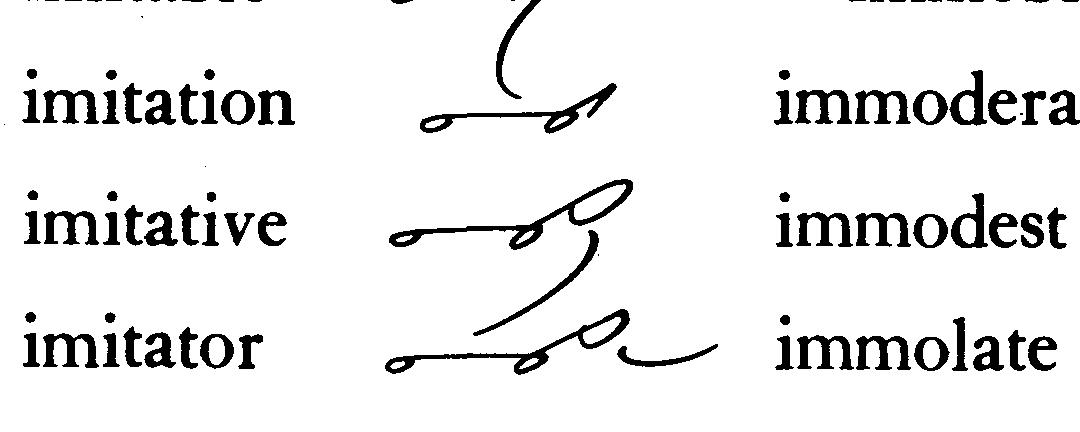 imitation immodera
imitative immodest
imitator immolate